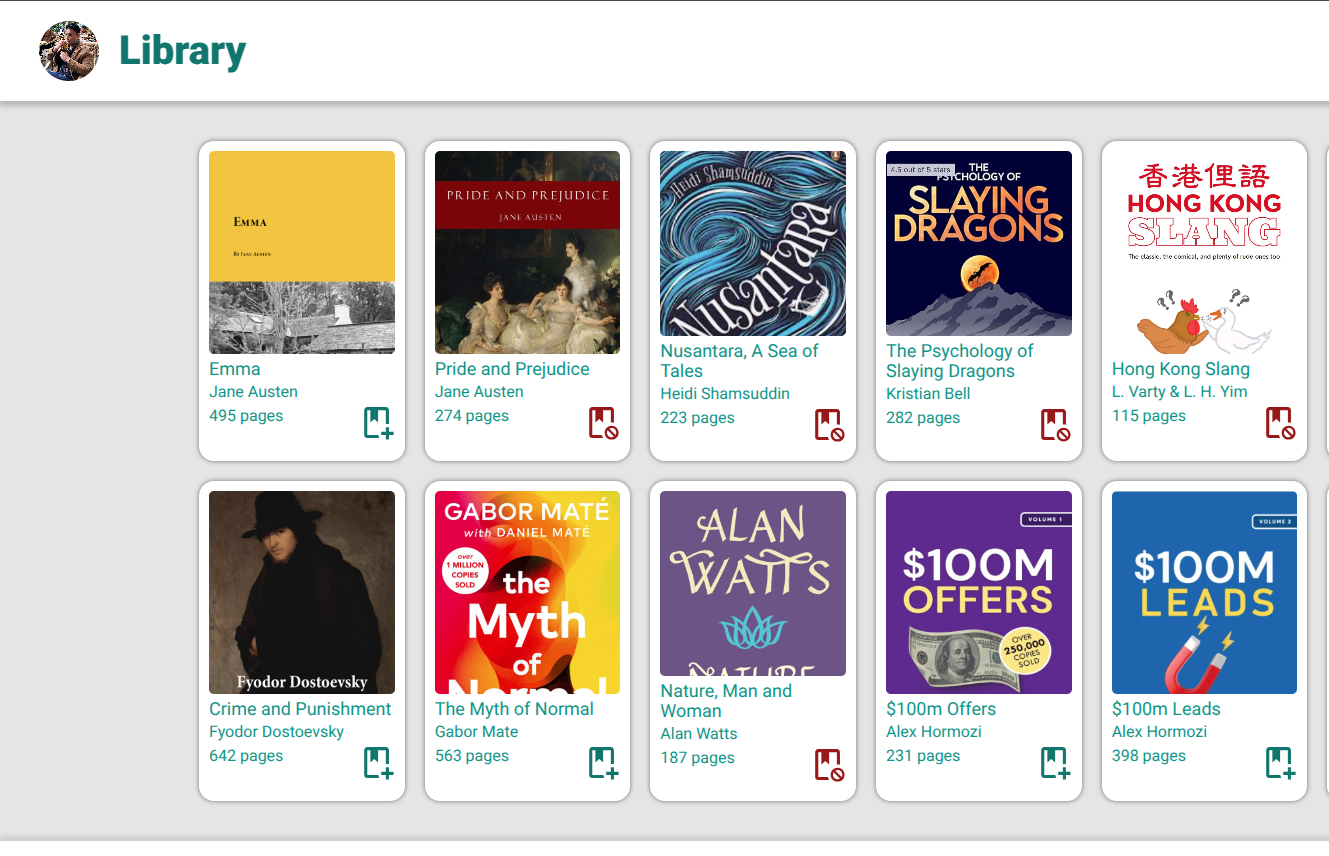 Library
EMMA
BY JANE AUSTEN
Emma
Jane Austen
495 pages
PRIDE AND PREJUDICE
JANE AUSTEN
Pride and Prejudice
Jane Austen
274 pages
Heidi Shamsuddin
NUSANTARA
Nusantara, A Sea of
Tales
Heidi Shamsuddin
223 pages
4.6 out of 5 stars
THE
PSYCHOLOGY OF
SLAYING
DRAGONS
The Psychology of
Slaying Dragons
Kristian Bell
282 pages
香港俚語
HONG KONG
SLANG
The classic, the comical, and plenty of rude ones too
??
??
Hong Kong Slang
L. Varty & L. H. Yim
115 pages
Fyodor Dostoevsky
Crime and Punishment
Fyodor Dostoevsky
642 pages
GABOR MATÉ
with DANIEL MATÉ
over
1 MILLION
COPIES
SOLD
the
Myth
of
Normal
The Myth of Normal
Gabor Mate
563 pages
ALAN
WATTS
NATURE
Nature, Man and
Woman
Alan Watts
187 pages
VOLUME 1
$100M
OFFERS
OVER
250,000
COPIES
SOLD
$100m Offers
Alex Hormozi
231 pages
VOLUME 2
$100M
LEADS
$100m Leads
Alex Hormozi
398 pages